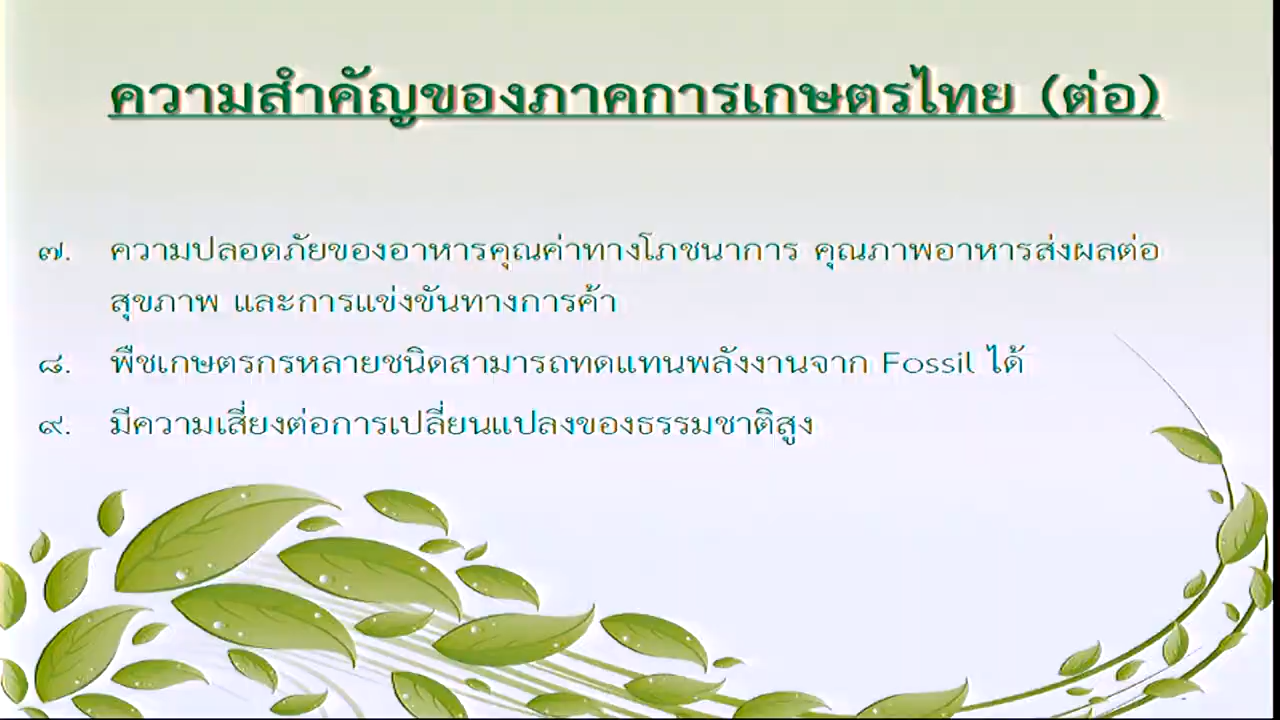 ความสำคัญของภาคการเกษตรไทย (ต่อ)
๗. ความปลอดภัยของอาหารคุณค่าทางโภชนาการ คุณภาพอาหารส่งผลต่อ
สุขภาพ และการแข่งขันทางการค้า
๘. พืชเกษตรกรหลายชนิดสามารถทดแทนพลังงานจาก Fossil ได้
๙. มีความเสี่ยงต่อการเปลี่ยนแปลงของธรรมชาติสูง